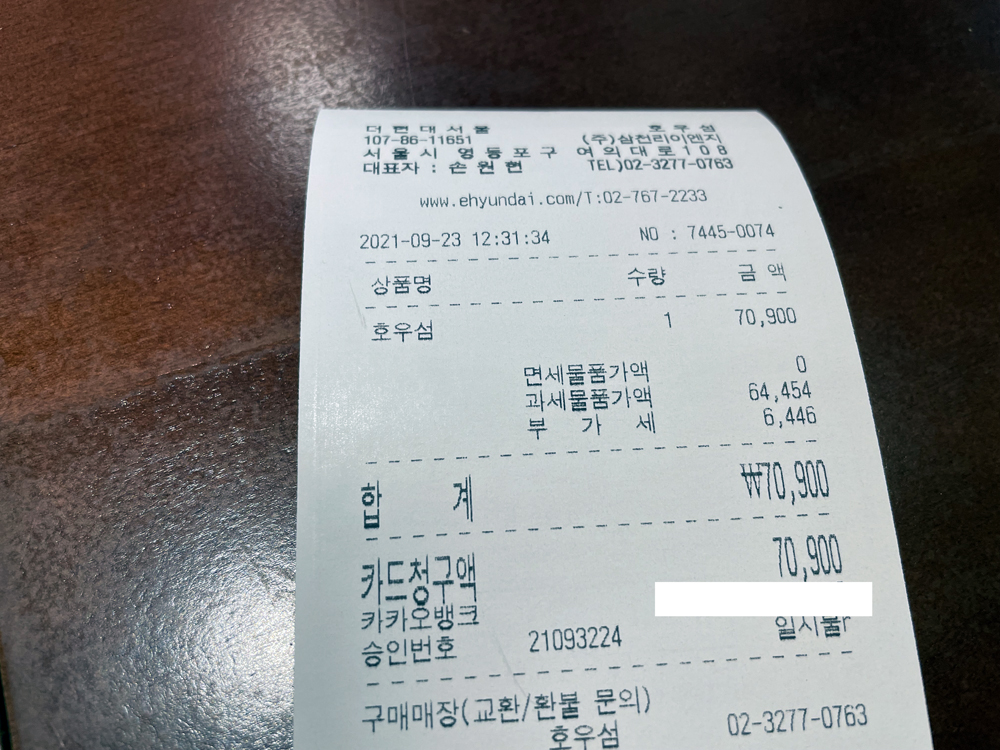 더현대서울 호우섬
107-86-11651 (주)삼천리이엔지
서울시 영등포구 여의대로108
대표자 : 손원현 TEL)02-3277-0763
www.ehyundai.com/T:02-767-2233
2021-09-23 12:31:34 NO : 7445-0074
상품명 수량 금 액
호우섬 1 70,900
면세물품가액 0
과세물품가액 64,454
부 가 세 6,446
합 계 ₩70,900
카드청구액 70,900
카카오뱅크
승인번호 21093224 일시불
구매매장(교환/환불 문의)
호우섬 02-3277-0763